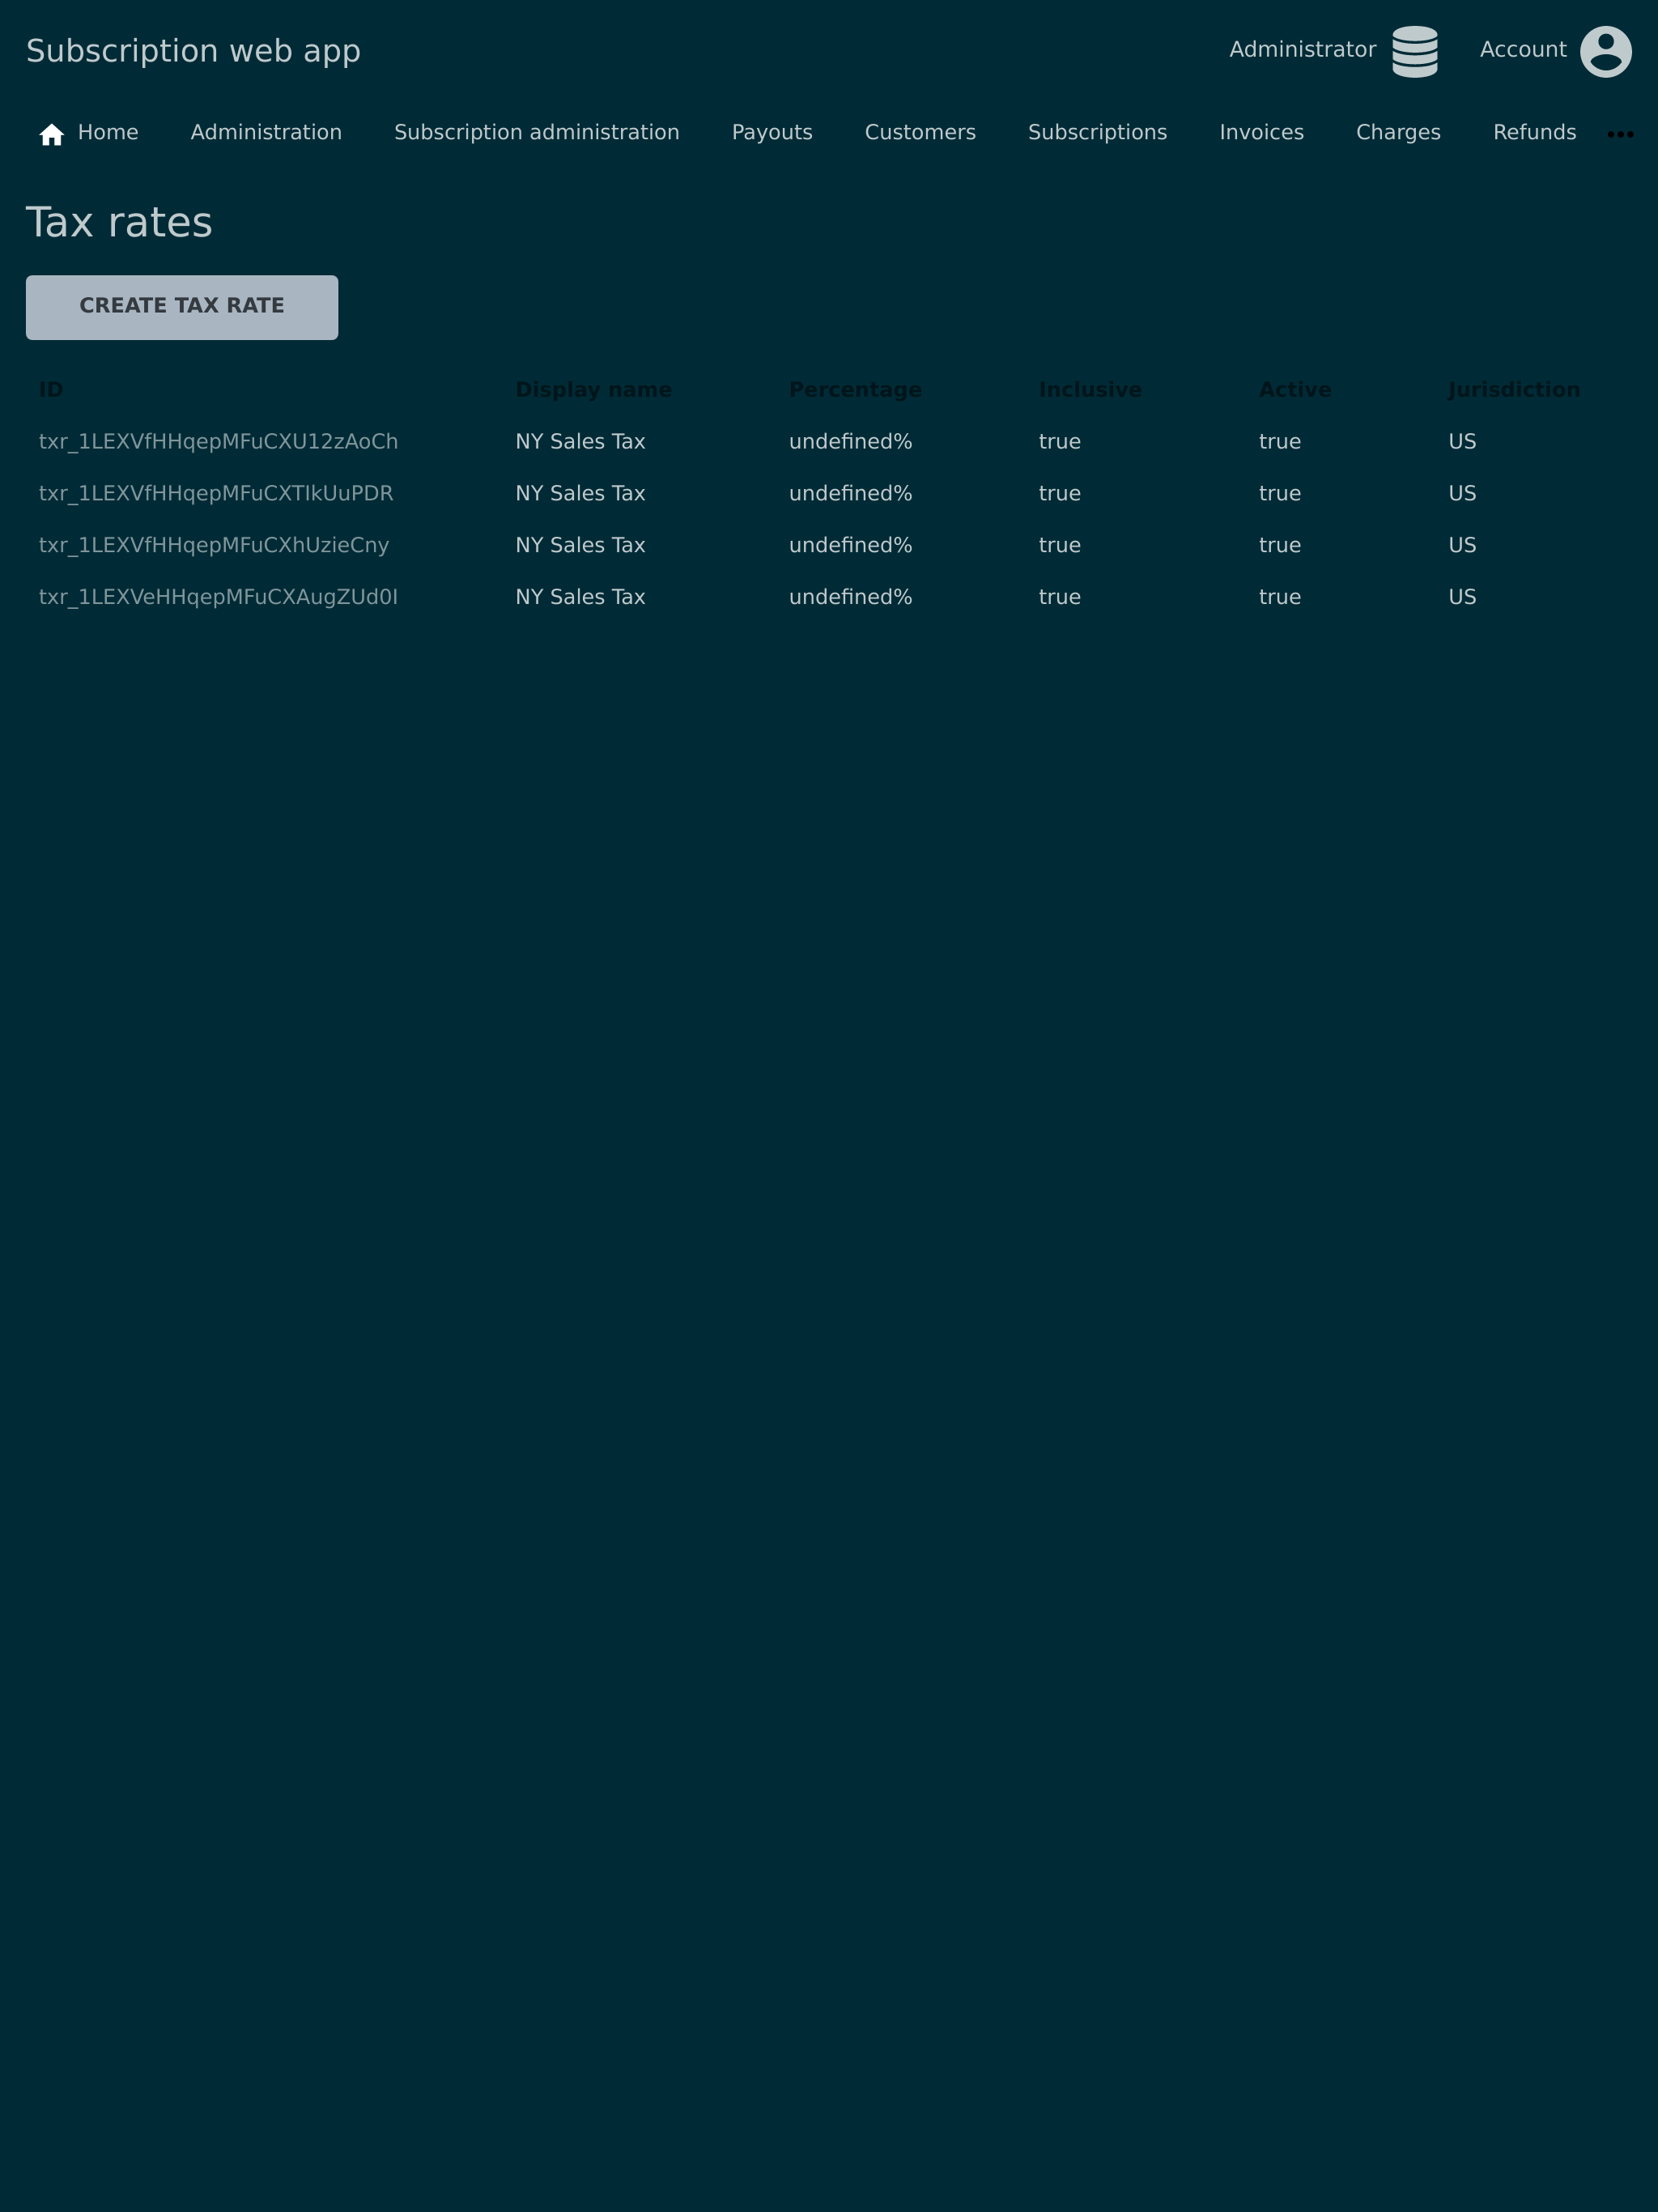 Subscription web app Administrator Account
Home Administration Subscription administration Payouts Customers Subscriptions Invoices Charges Refunds •••
Tax rates
CREATE TAX RATE
ID Display name Percentage Inclusive Active Jurisdiction
txr_1LEXVfHHqepMFuCXU12zAoCh NY Sales Tax undefined% true true US
txr_1LEXVfHHqepMFuCXTIkUuPDR NY Sales Tax undefined% true true US
txr_1LEXVfHHqepMFuCXhUzieCny NY Sales Tax undefined% true true US
txr_1LEXVeHHqepMFuCXAugZUd0I NY Sales Tax undefined% true true US